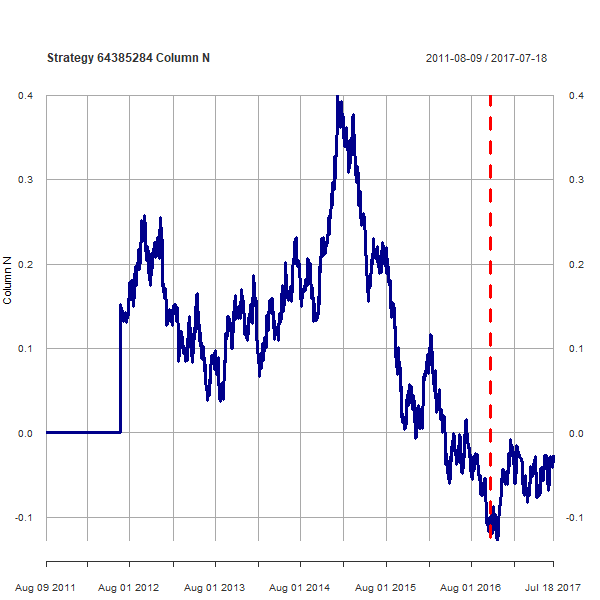 Strategy 64385284 Column N
2011-08-09 / 2017-07-18
0.4
0.4
0.3
0.3
0.2
0.2
Column N
0.1
0.1
0.0
0.0
-0.1
-0.1
Aug 09 2011
Aug 01 2012
Aug 01 2013
Aug 01 2014
Aug 01 2015
Aug 01 2016
Jul 18 2017